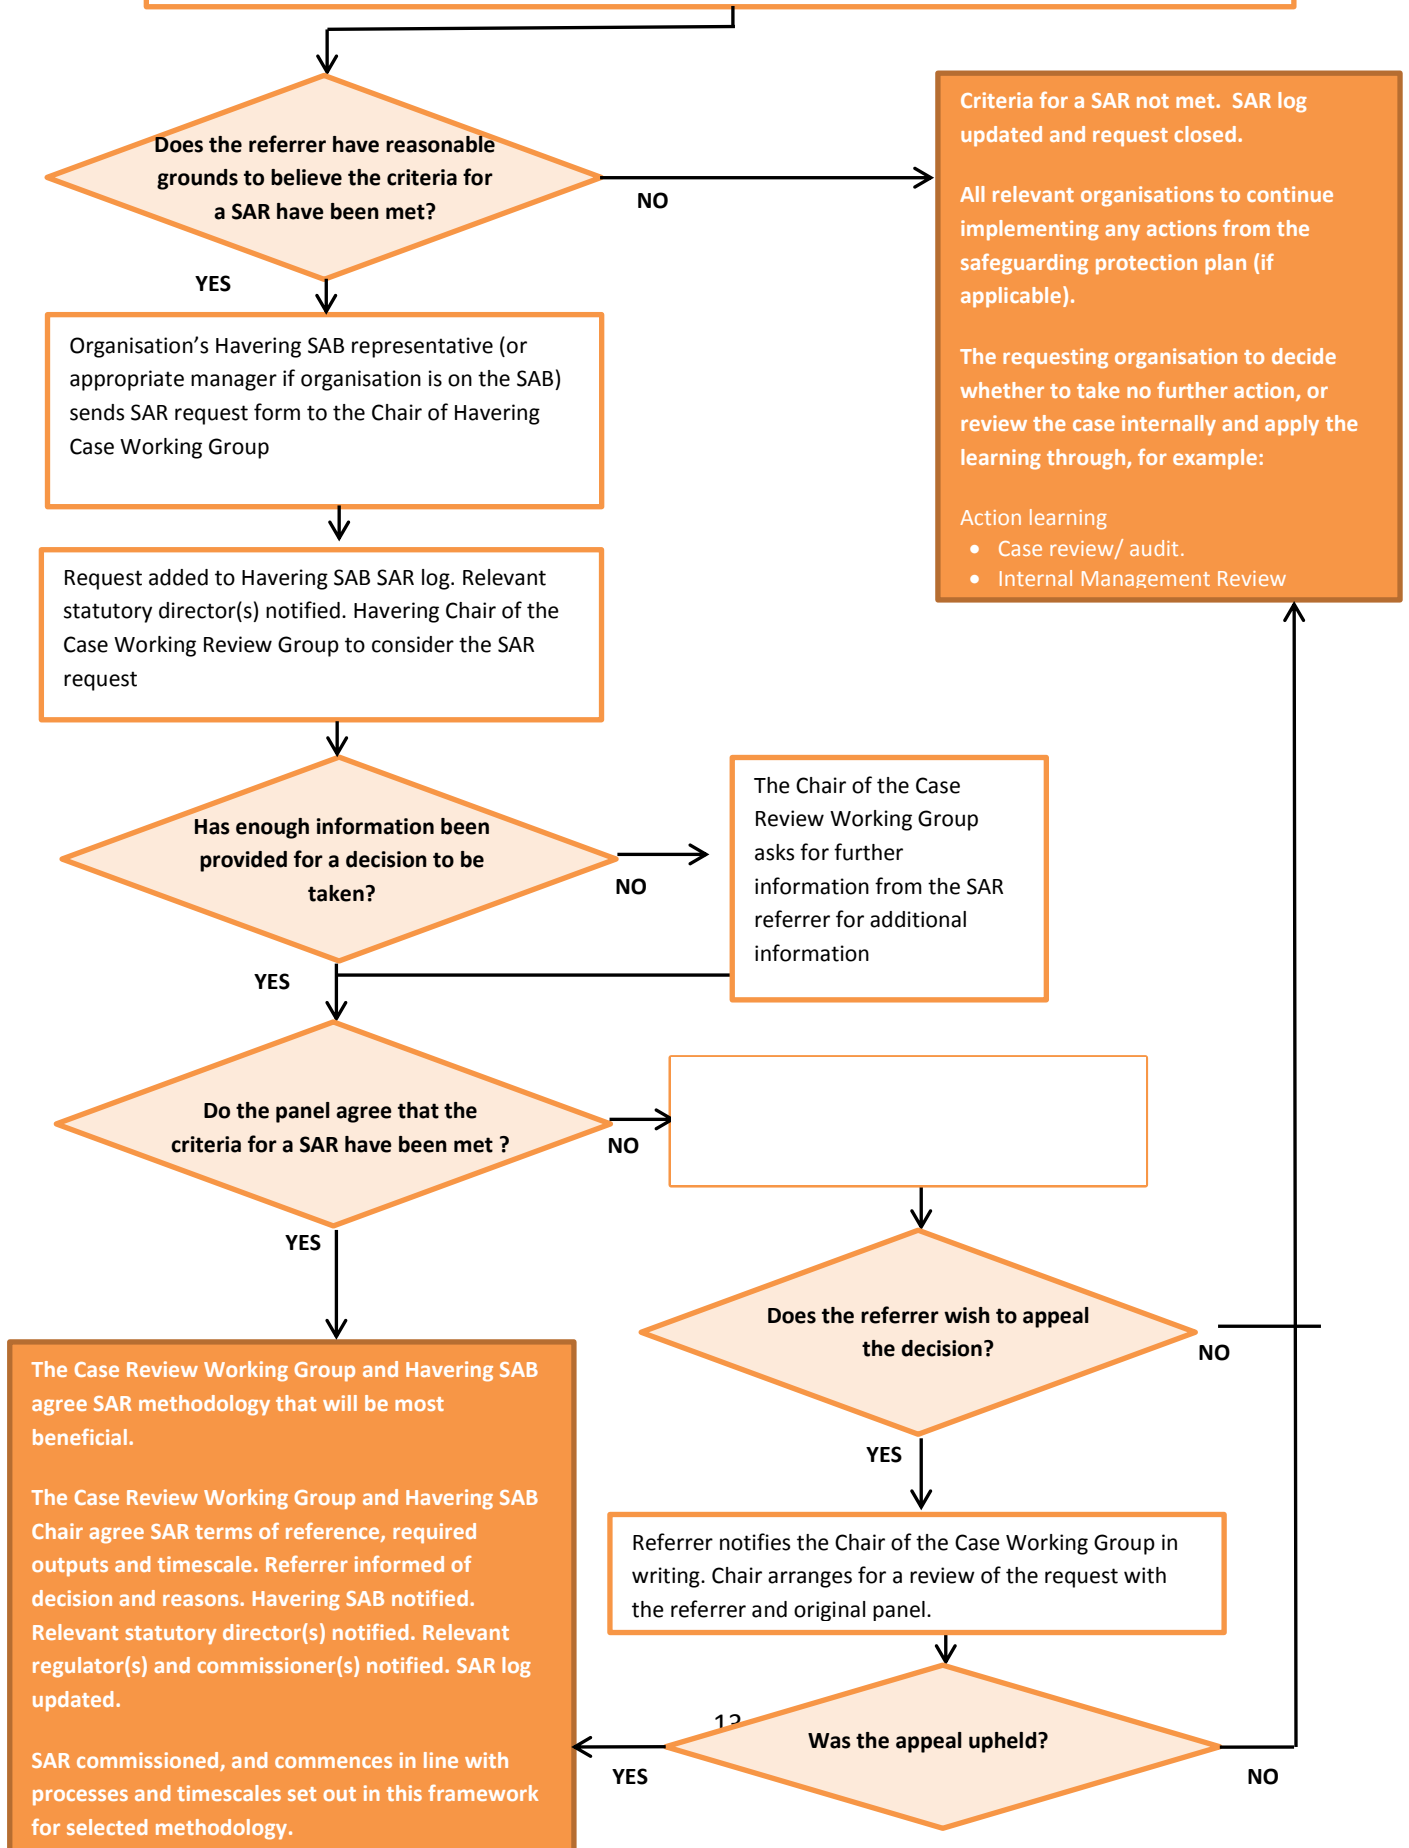 Does the referrer have reasonable
grounds to believe the criteria for
a SAR have been met?
NO
YES
Criteria for a SAR not met.  SAR log
updated and request closed.
All relevant organisations to continue
implementing any actions from the
safeguarding protection plan (if
applicable).
The requesting organisation to decide
whether to take no further action, or
review the case internally and apply the
learning through, for example:
Action learning
• Case review/ audit.
• Internal Management Review
Organisation’s Havering SAB representative (or
appropriate manager if organisation is on the SAB)
sends SAR request form to the Chair of Havering
Case Working Group
Request added to Havering SAB SAR log. Relevant
statutory director(s) notified. Havering Chair of the
Case Working Review Group to consider the SAR
request
Has enough information been
provided for a decision to be
taken?
NO
YES
The Chair of the Case
Review Working Group
asks for further
information from the SAR
referrer for additional
information
Do the panel agree that the
criteria for a SAR have been met ?
NO
YES
Does the referrer wish to appeal
the decision?
NO
YES
The Case Review Working Group and Havering SAB
agree SAR methodology that will be most
beneficial.
The Case Review Working Group and Havering SAB
Chair agree SAR terms of reference, required
outputs and timescale. Referrer informed of
decision and reasons. Havering SAB notified.
Relevant statutory director(s) notified. Relevant
regulator(s) and commissioner(s) notified. SAR log
updated.
SAR commissioned, and commences in line with
processes and timescales set out in this framework
for selected methodology.
Referrer notifies the Chair of the Case Working Group in
writing. Chair arranges for a review of the request with
the referrer and original panel.
Was the appeal upheld?
YES
NO